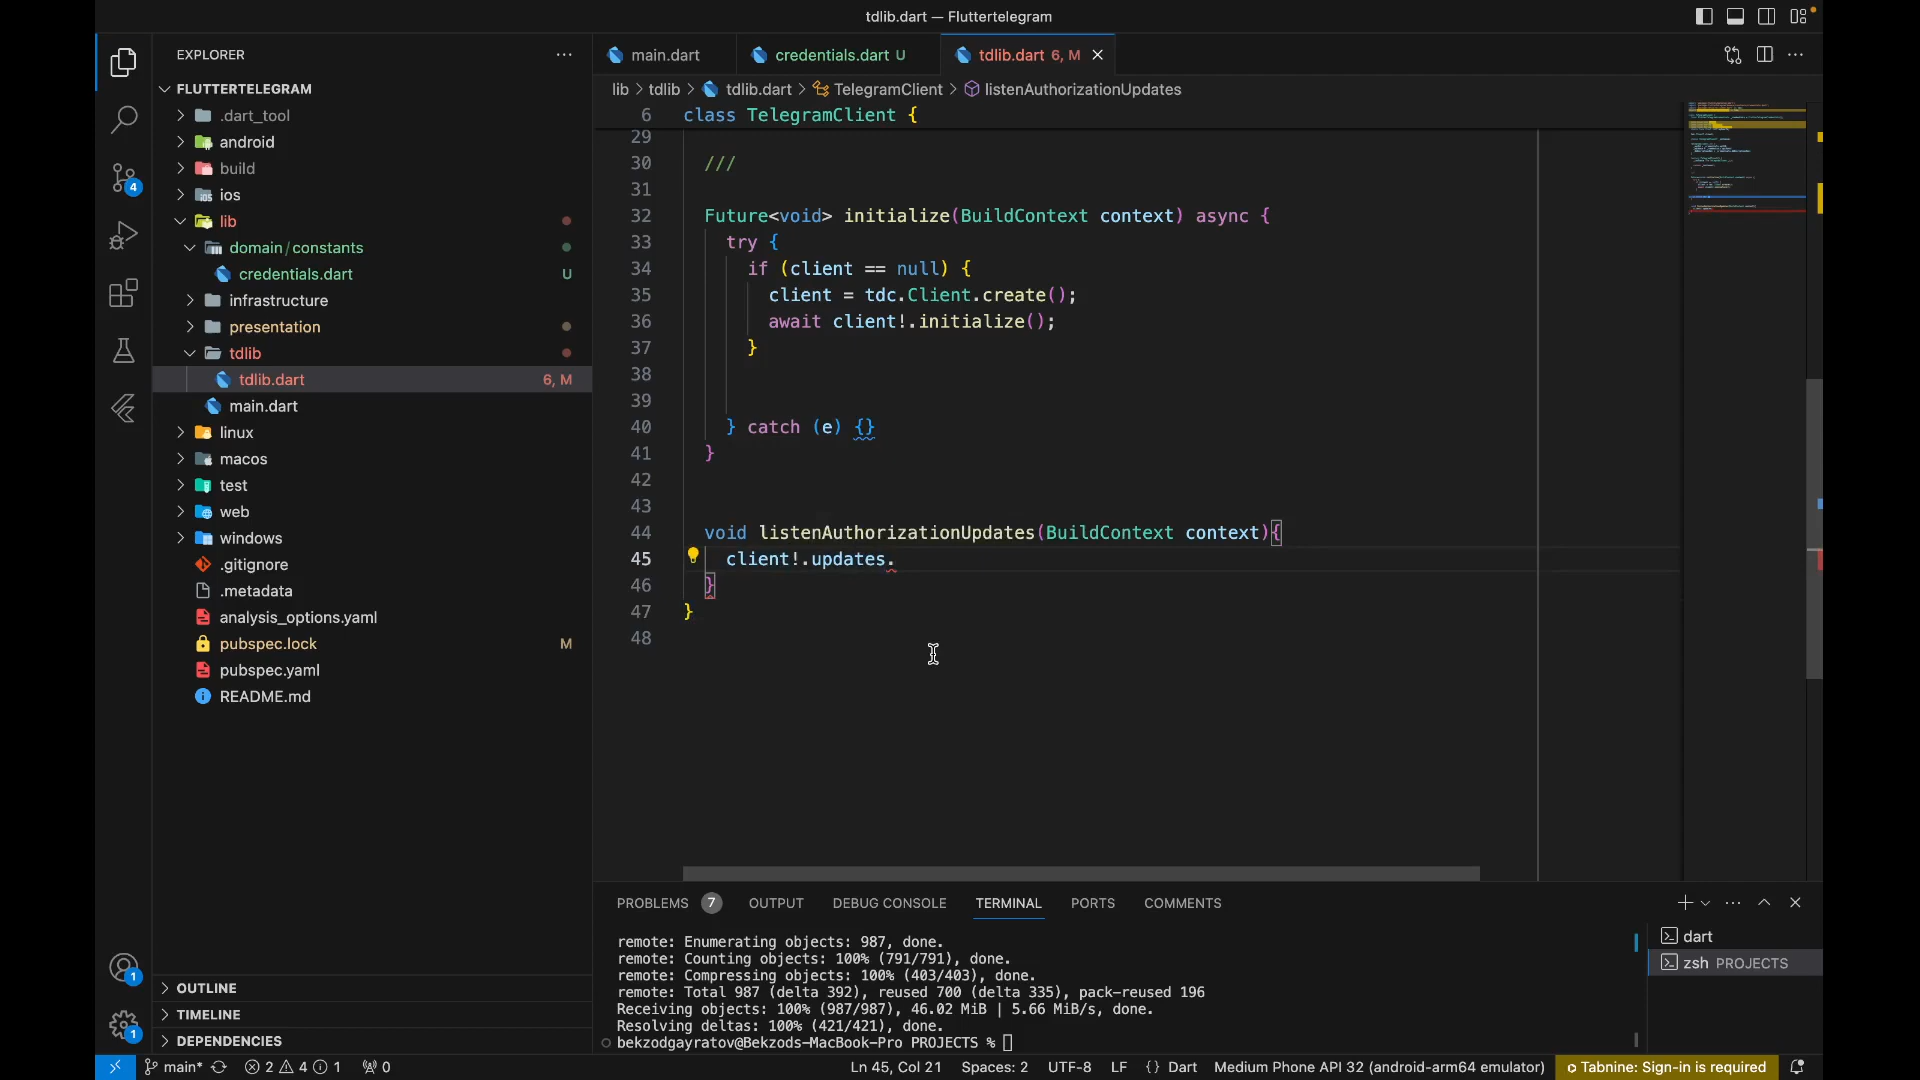 tdlib.dart — Fluttertelegram
EXPLORER
FLUTTERTELEGRAM
.dart_tool
android
build
ios
lib
domain/constants
credentials.dart U
infrastructure
presentation
tdlib
tdlib.dart 6, M
main.dart
linux
macos
test
web
windows
.gitignore
.metadata
analysis_options.yaml
pubspec.lock M
pubspec.yaml
README.md
OUTLINE
TIMELINE
DEPENDENCIES
4
1
1
main.dart
credentials.dart U
tdlib.dart 6, M
lib > tdlib > tdlib.dart > TelegramClient > listenAuthorizationUpdates
6 class TelegramClient {
29
30 ///
31
32 Future<void> initialize(BuildContext context) async {
33 try {
34 if (client == null) {
35 client = tdc.Client.create();
36 await client!.initialize();
37 }
38
39
40 } catch (e) {}
41 }
42
43
44 void listenAuthorizationUpdates(BuildContext context){
45 client!.updates.
46 }
47 }
48
PROBLEMS 7 OUTPUT DEBUG CONSOLE TERMINAL PORTS COMMENTS
remote: Enumerating objects: 987, done.
remote: Counting objects: 100% (791/791), done.
remote: Compressing objects: 100% (403/403), done.
remote: Total 987 (delta 392), reused 700 (delta 335), pack-reused 196
Receiving objects: 100% (987/987), 46.02 MiB | 5.66 MiB/s, done.
Resolving deltas: 100% (421/421), done.
bekzodgayratov@Bekzods-MacBook-Pro PROJECTS %
dart
zsh PROJECTS
main* 2 4 1 0 Ln 45, Col 21 Spaces: 2 UTF-8 LF {} Dart Medium Phone API 32 (android-arm64 emulator) Tabnine: Sign-in is required